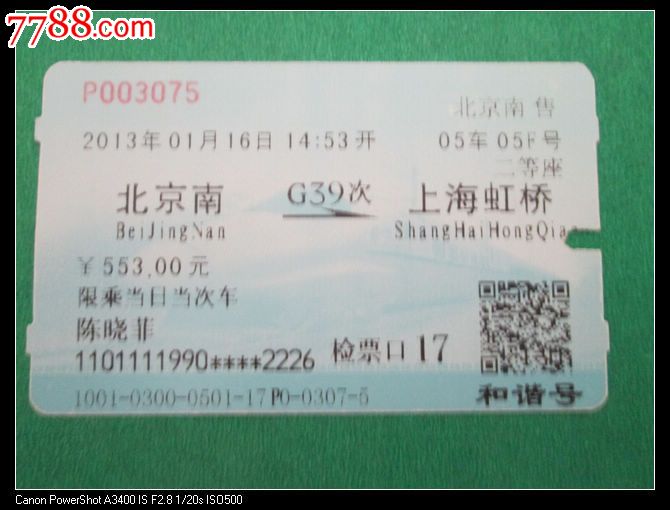 7788.com
P003075
北京南 售
2013年01月16日 14:53开
05车 05F号
二等座
北京南
G39次
上海虹桥
BeiJingNan
ShangHaiHongQiao
￥553.00元
限乘当日当次车
陈晓菲
1101111990****2226
检票口17
1001-0300-0501-17P0-0307-5
和谐号
Canon PowerShot A3400 IS F2.8 1/20s ISO500